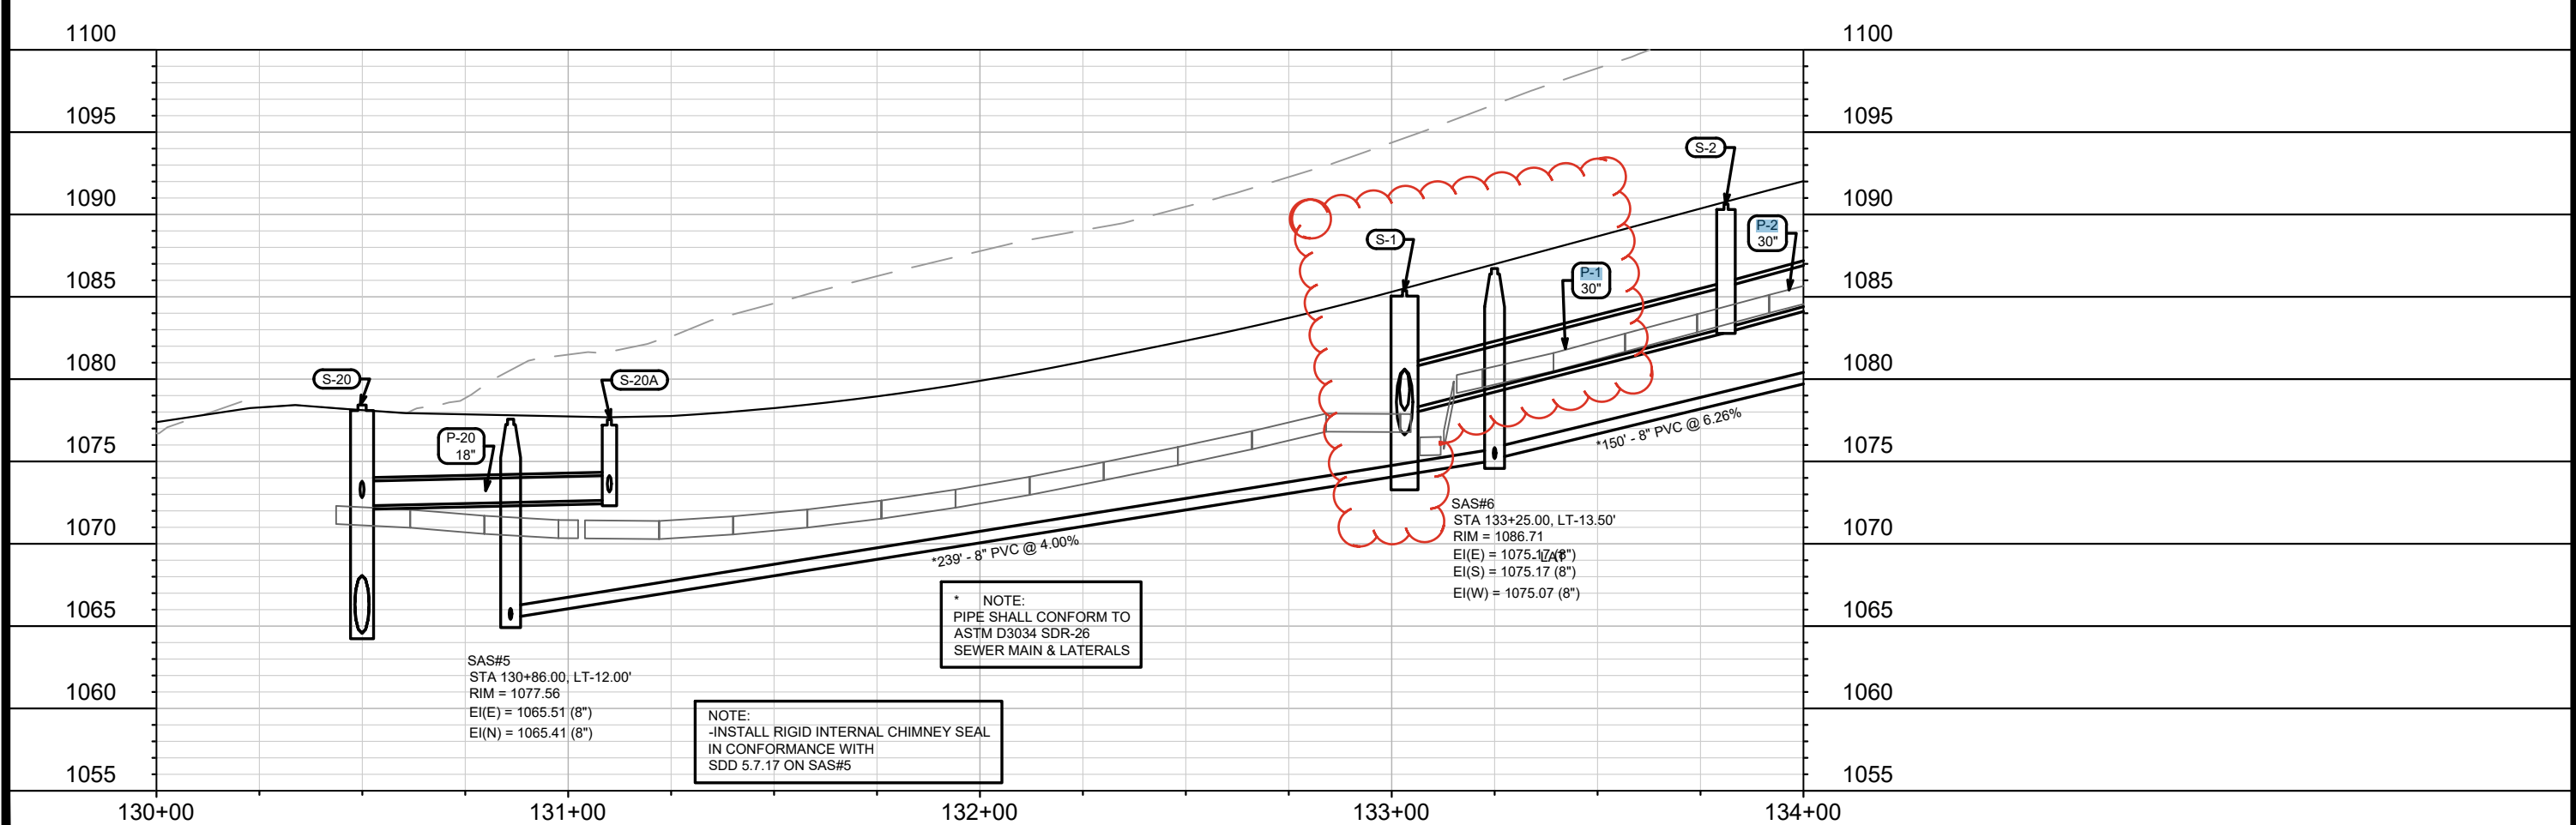 1100
1100
1095
1095
S-2
1090
1090
P-2
30"
S-1
1085
1085
P-1
30"
1080
1080
S-20
S-20A
*150' - 8" PVC @ 6.26%
1075
1075
P-20
18"
SAS#6
STA 133+25.00, LT-13.50'
RIM = 1086.71
EI(E) = 1075.17 (8")
LAT
EI(S) = 1075.17 (8")
EI(W) = 1075.07 (8")
1070
1070
*239' - 8" PVC @ 4.00%
* NOTE:
PIPE SHALL CONFORM TO
ASTM D3034 SDR-26
SEWER MAIN & LATERALS
1065
1065
SAS#5
STA 130+86.00, LT-12.00'
RIM = 1077.56
EI(E) = 1065.51 (8")
EI(N) = 1065.41 (8")
1060
1060
NOTE:
-INSTALL RIGID INTERNAL CHIMNEY SEAL
IN CONFORMANCE WITH
SDD 5.7.17 ON SAS#5
1055
1055
130+00
131+00
132+00
133+00
134+00